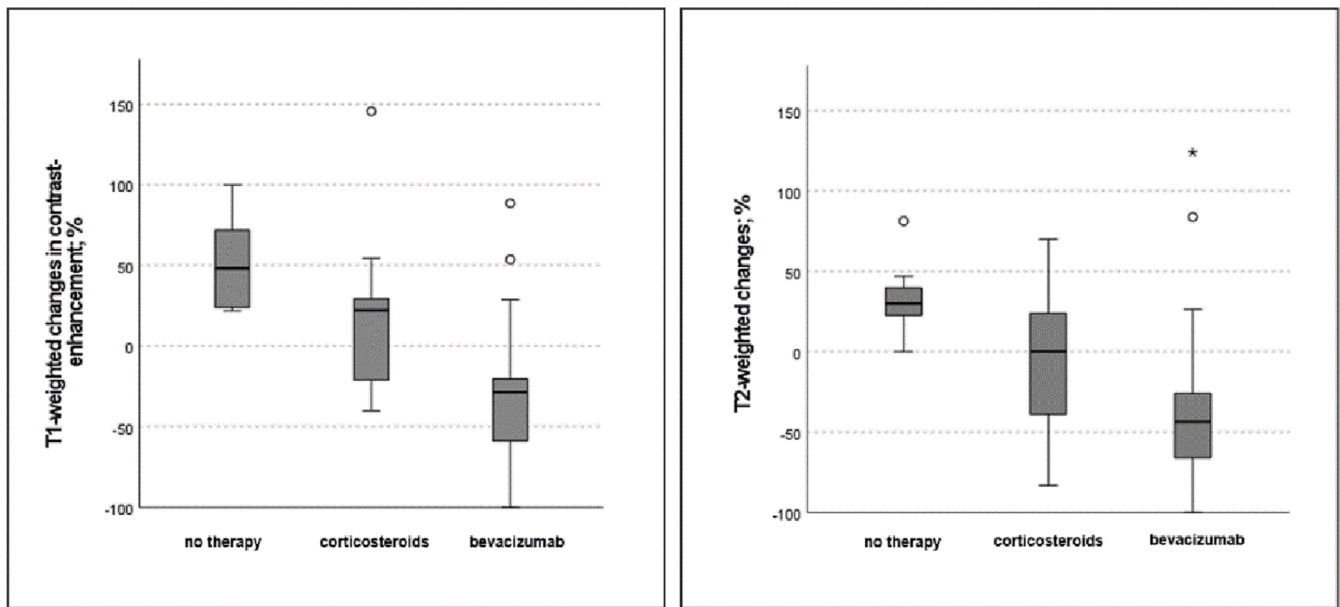 T1-weighted changes in contrast-
enhancement; %
150
100
50
0
-50
-100
no therapy corticosteroids bevacizumab
T2-weighted changes; %
150
100
50
0
-50
-100
no therapy corticosteroids bevacizumab